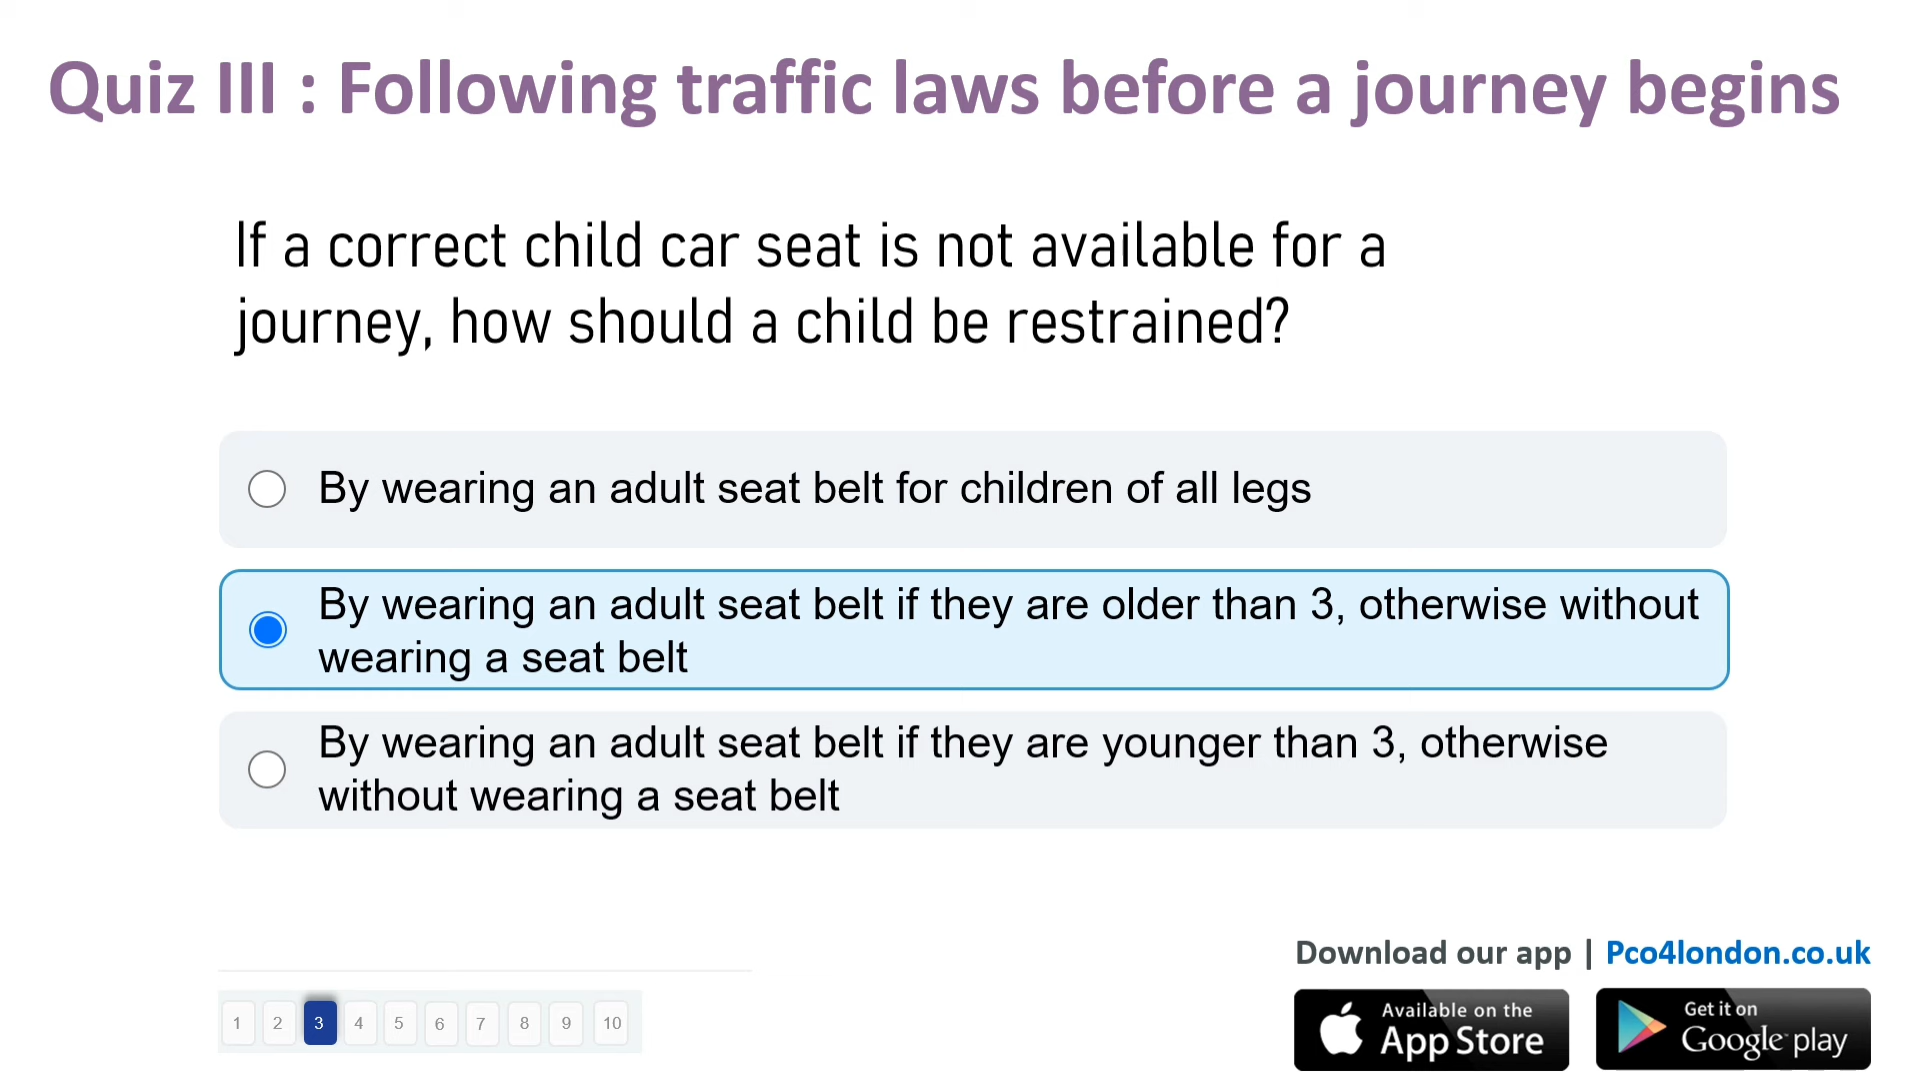 Quiz III : Following traffic laws before a journey begins
If a correct child car seat is not available for a
journey, how should a child be restrained?
By wearing an adult seat belt for children of all legs
By wearing an adult seat belt if they are older than 3, otherwise without
wearing a seat belt
By wearing an adult seat belt if they are younger than 3, otherwise
without wearing a seat belt
Download our app | Pco4london.co.uk
1 2 3 4 5 6 7 8 9 10
Available on the
App Store
Get it on
Google play